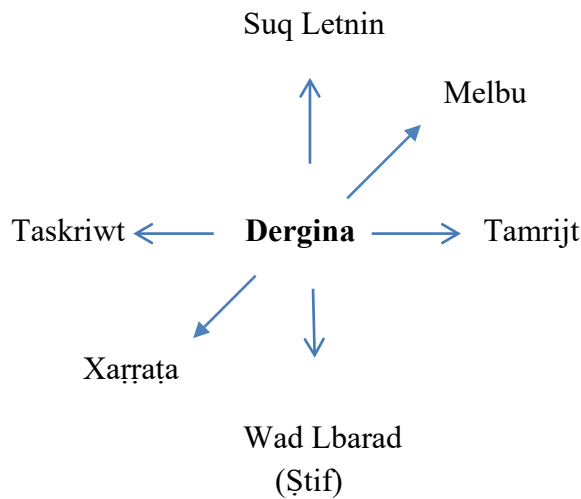 Suq Letnin
Melbu
Taskriwt
Dergina
Tamrijt
Xaṛṛaṭa
Wad Lbarad
(Ṣtif)